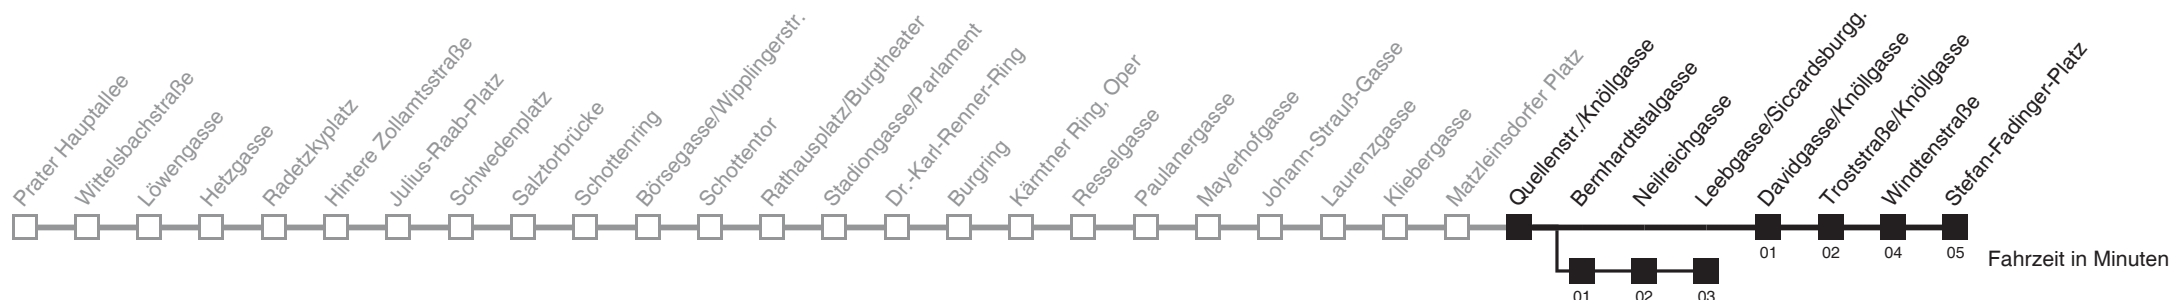 Prater Hauptallee
Wittelsbachstraße
Löwengasse
Hetzgasse
Radetzkyplatz
Hintere Zollamtsstraße
Julius-Raab-Platz
Schwedenplatz
Salztorbrücke
Schottenring
Börsegasse/Wipplingerstr.
Schottentor
Rathausplatz/Burgtheater
Stadiongasse/Parlament
Dr.-Karl-Renner-Ring
Burgring
Kärntner Ring, Oper
Resselgasse
Paulanergasse
Mayerhofgasse
Johann-Strauß-Gasse
Laurenzgasse
Kliebergasse
Matzleinsdorfer Platz
Quellenstr./Knöllgasse
Bernhardtstalgasse
Neilreichgasse
Leebgasse/Siccardsburgg.
Davidgasse/Knöllgasse
Troststraße/Knöllgasse
Windtenstraße
Stefan-Fadinger-Platz
01 02 04 05
Fahrzeit in Minuten
01 02 03